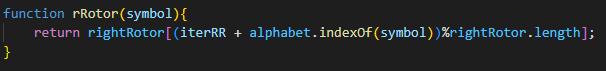 function rRotor(symbol){
    return rightRotor[(iterRR + alphabet.indexOf(symbol))%rightRotor.length];
}